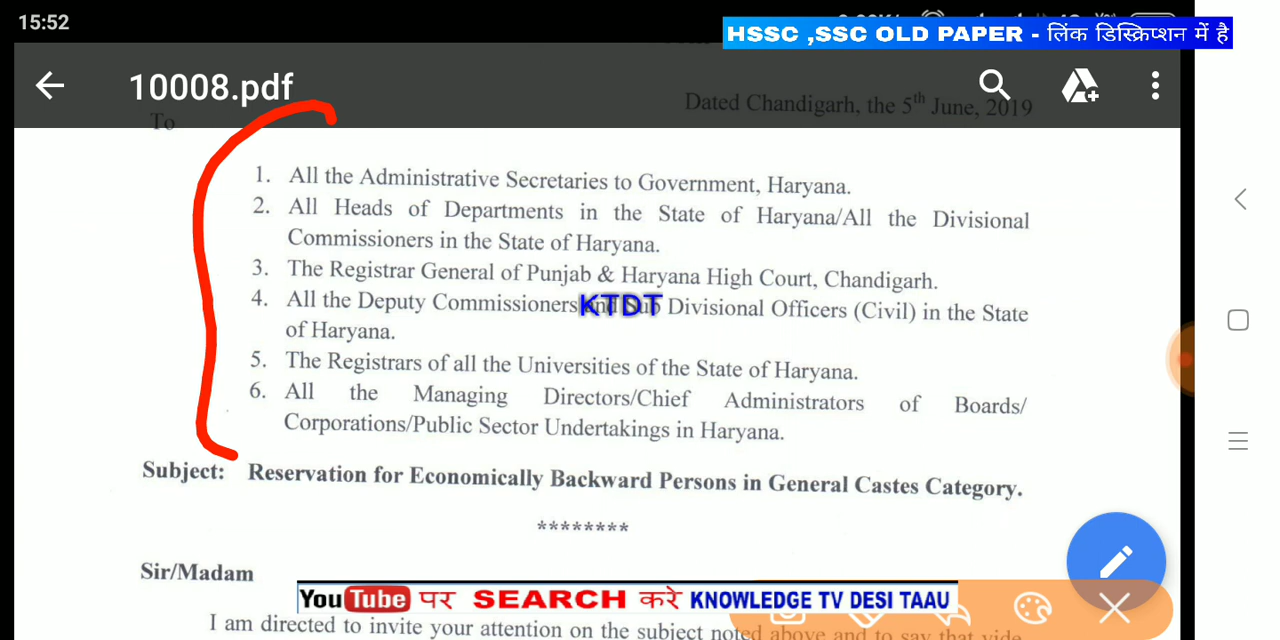 15:52
HSSC ,SSC OLD PAPER - लिंक डिस्क्रिप्शन में है
10008.pdf
Dated Chandigarh, the 5th June, 2019
To
1. All the Administrative Secretaries to Government, Haryana.
2. All Heads of Departments in the State of Haryana/All the Divisional
Commissioners in the State of Haryana.
3. The Registrar General of Punjab & Haryana High Court, Chandigarh.
4. All the Deputy Commissioners and Sub Divisional Officers (Civil) in the State
KTDT
of Haryana.
5. The Registrars of all the Universities of the State of Haryana.
6. All the Managing Directors/Chief Administrators of Boards/
Corporations/Public Sector Undertakings in Haryana.
Subject: Reservation for Economically Backward Persons in General Castes Category.
********
Sir/Madam
YouTube पर SEARCH करे KNOWLEDGE TV DESI TAAU
I am directed to invite your attention on the subject noted above and to say that vide